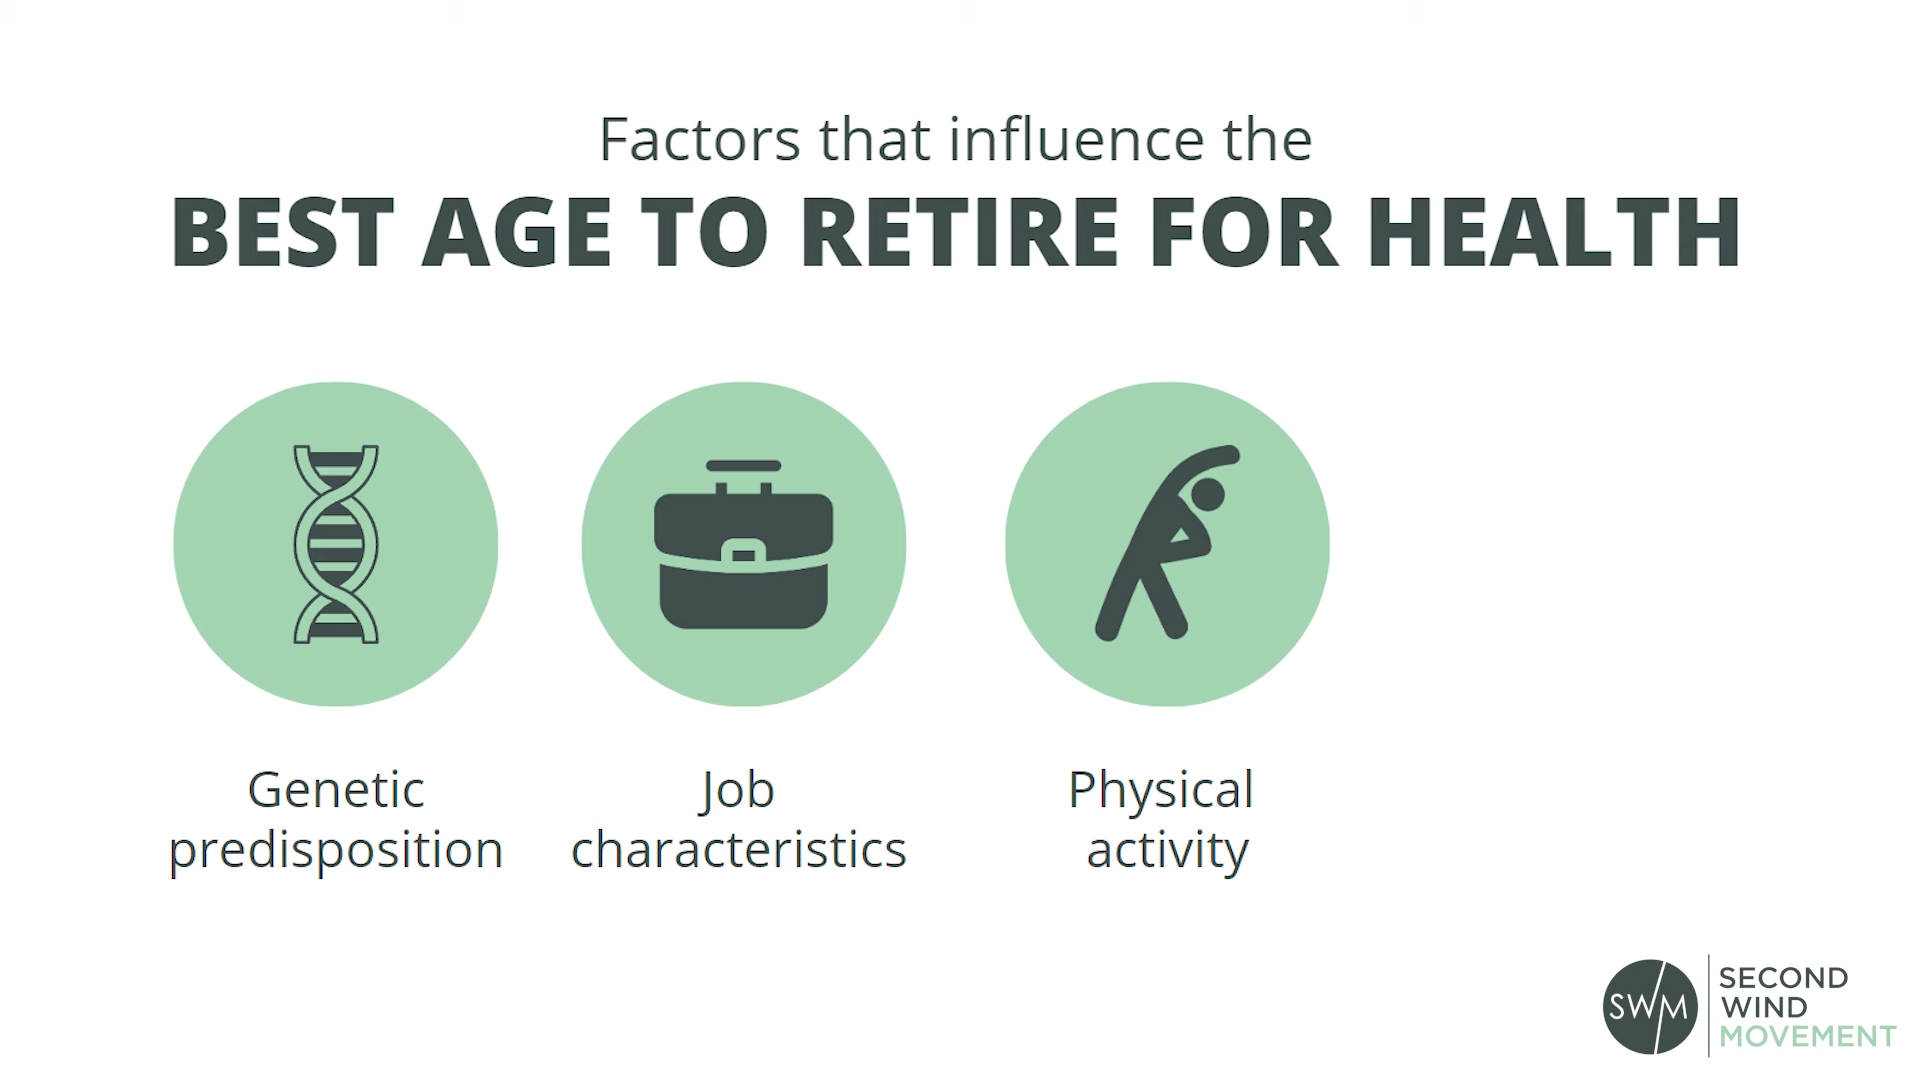 Factors that influence the
BEST AGE TO RETIRE FOR HEALTH
Genetic
predisposition
Job
characteristics
Physical
activity
SWM
SECOND
WIND
MOVEMENT